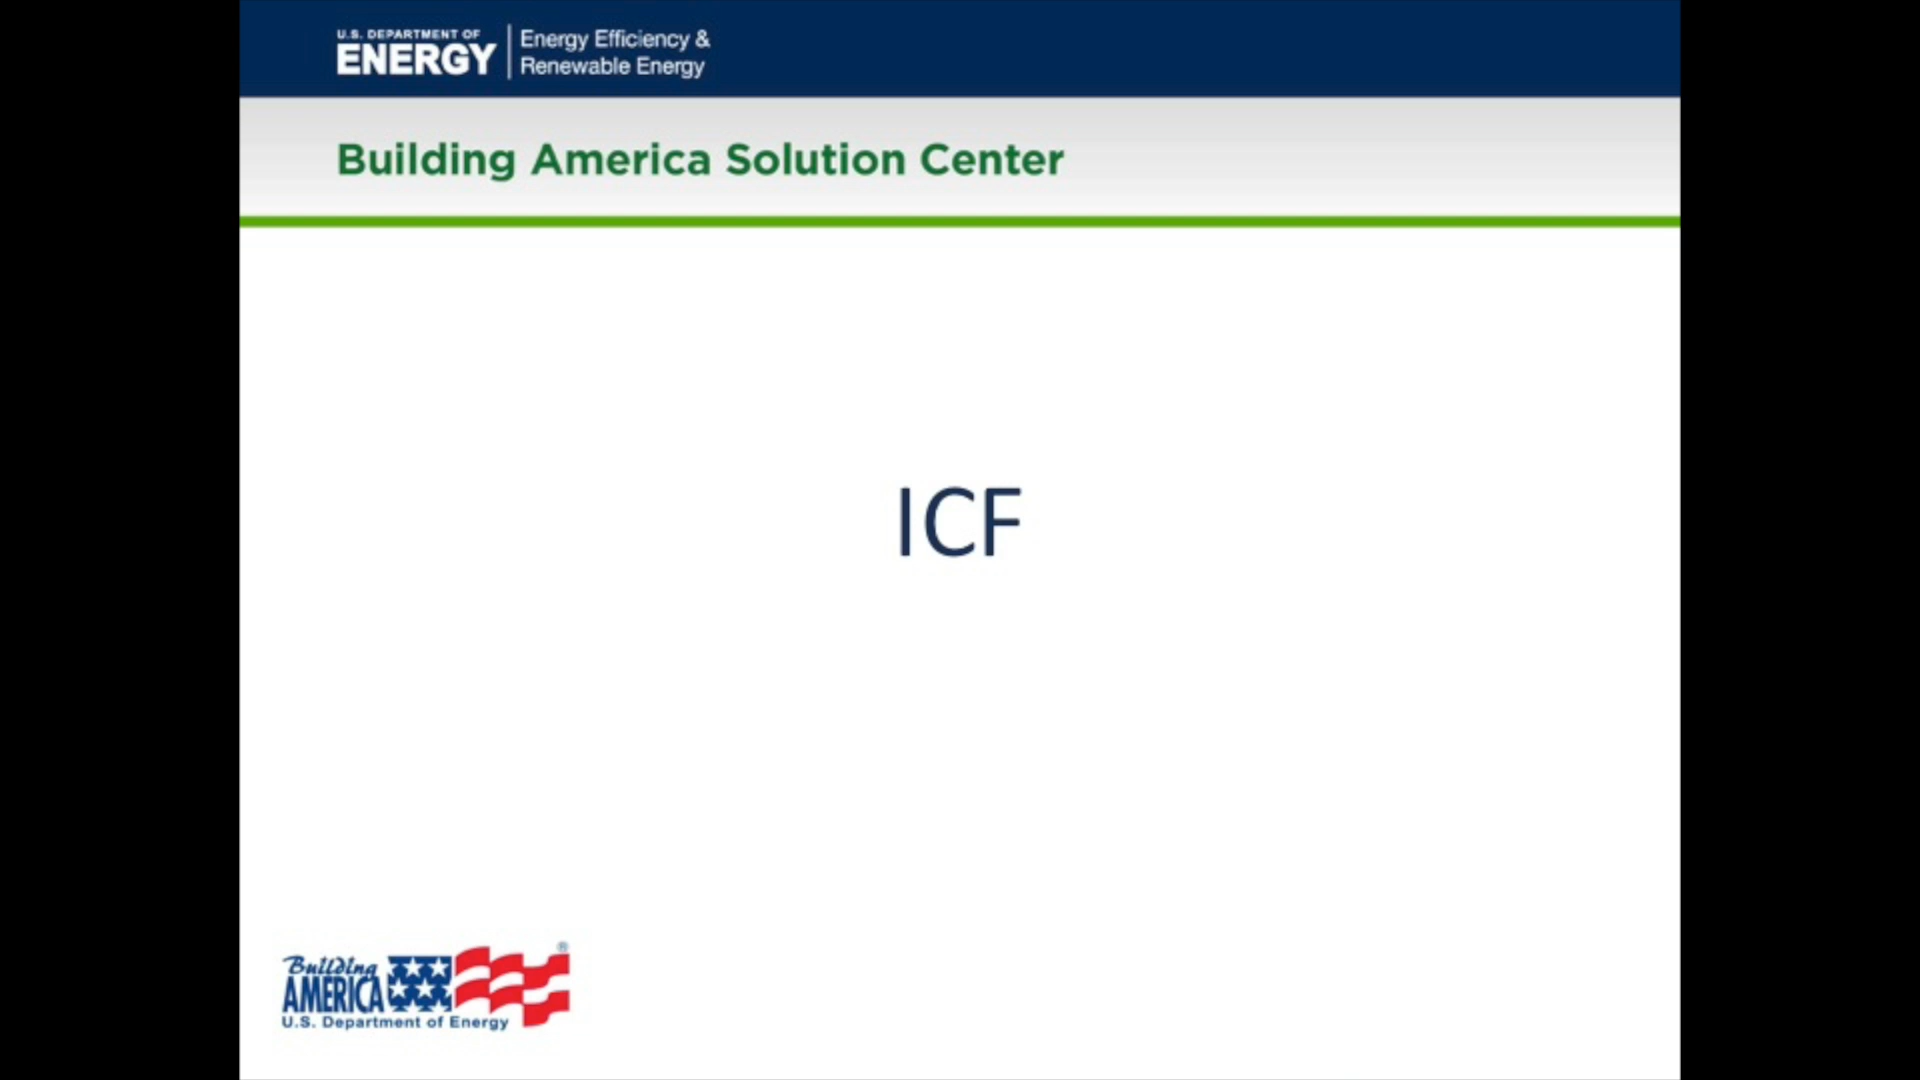 U.S. DEPARTMENT OF
ENERGY
Energy Efficiency &
Renewable Energy
Building America Solution Center
ICF
Building
AMERICA
®
U.S. Department of Energy